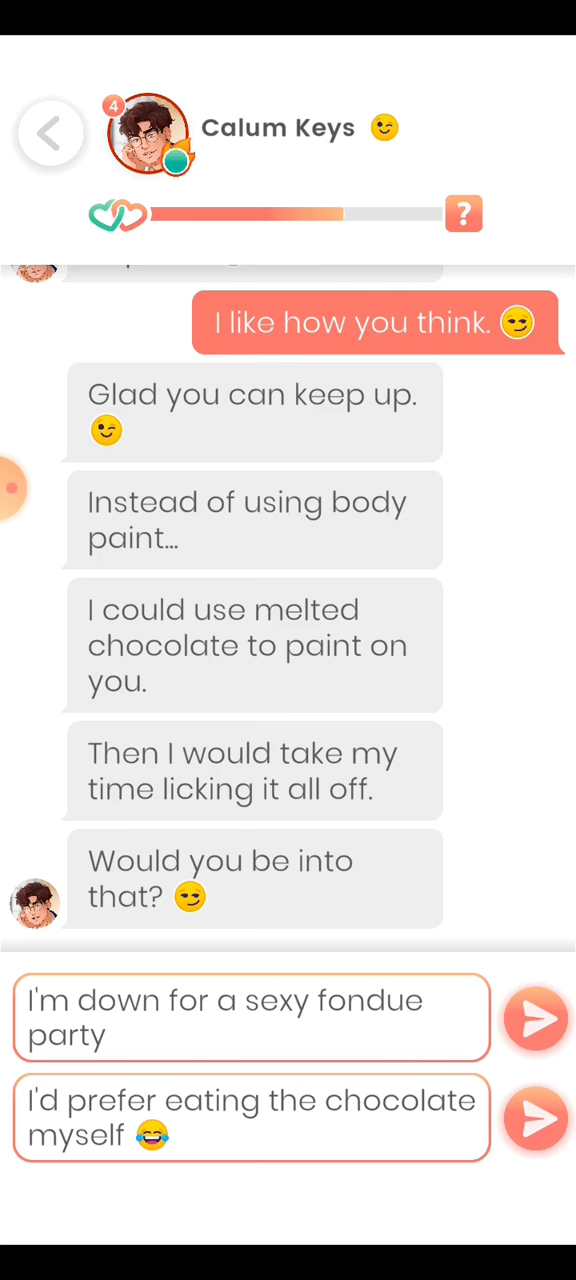 4
Calum Keys 😉
?
I like how you think. 😏
Glad you can keep up.
😉
Instead of using body
paint...
I could use melted
chocolate to paint on
you.
Then I would take my
time licking it all off.
Would you be into
that? 😏
I'm down for a sexy fondue
party
I'd prefer eating the chocolate
myself 😂